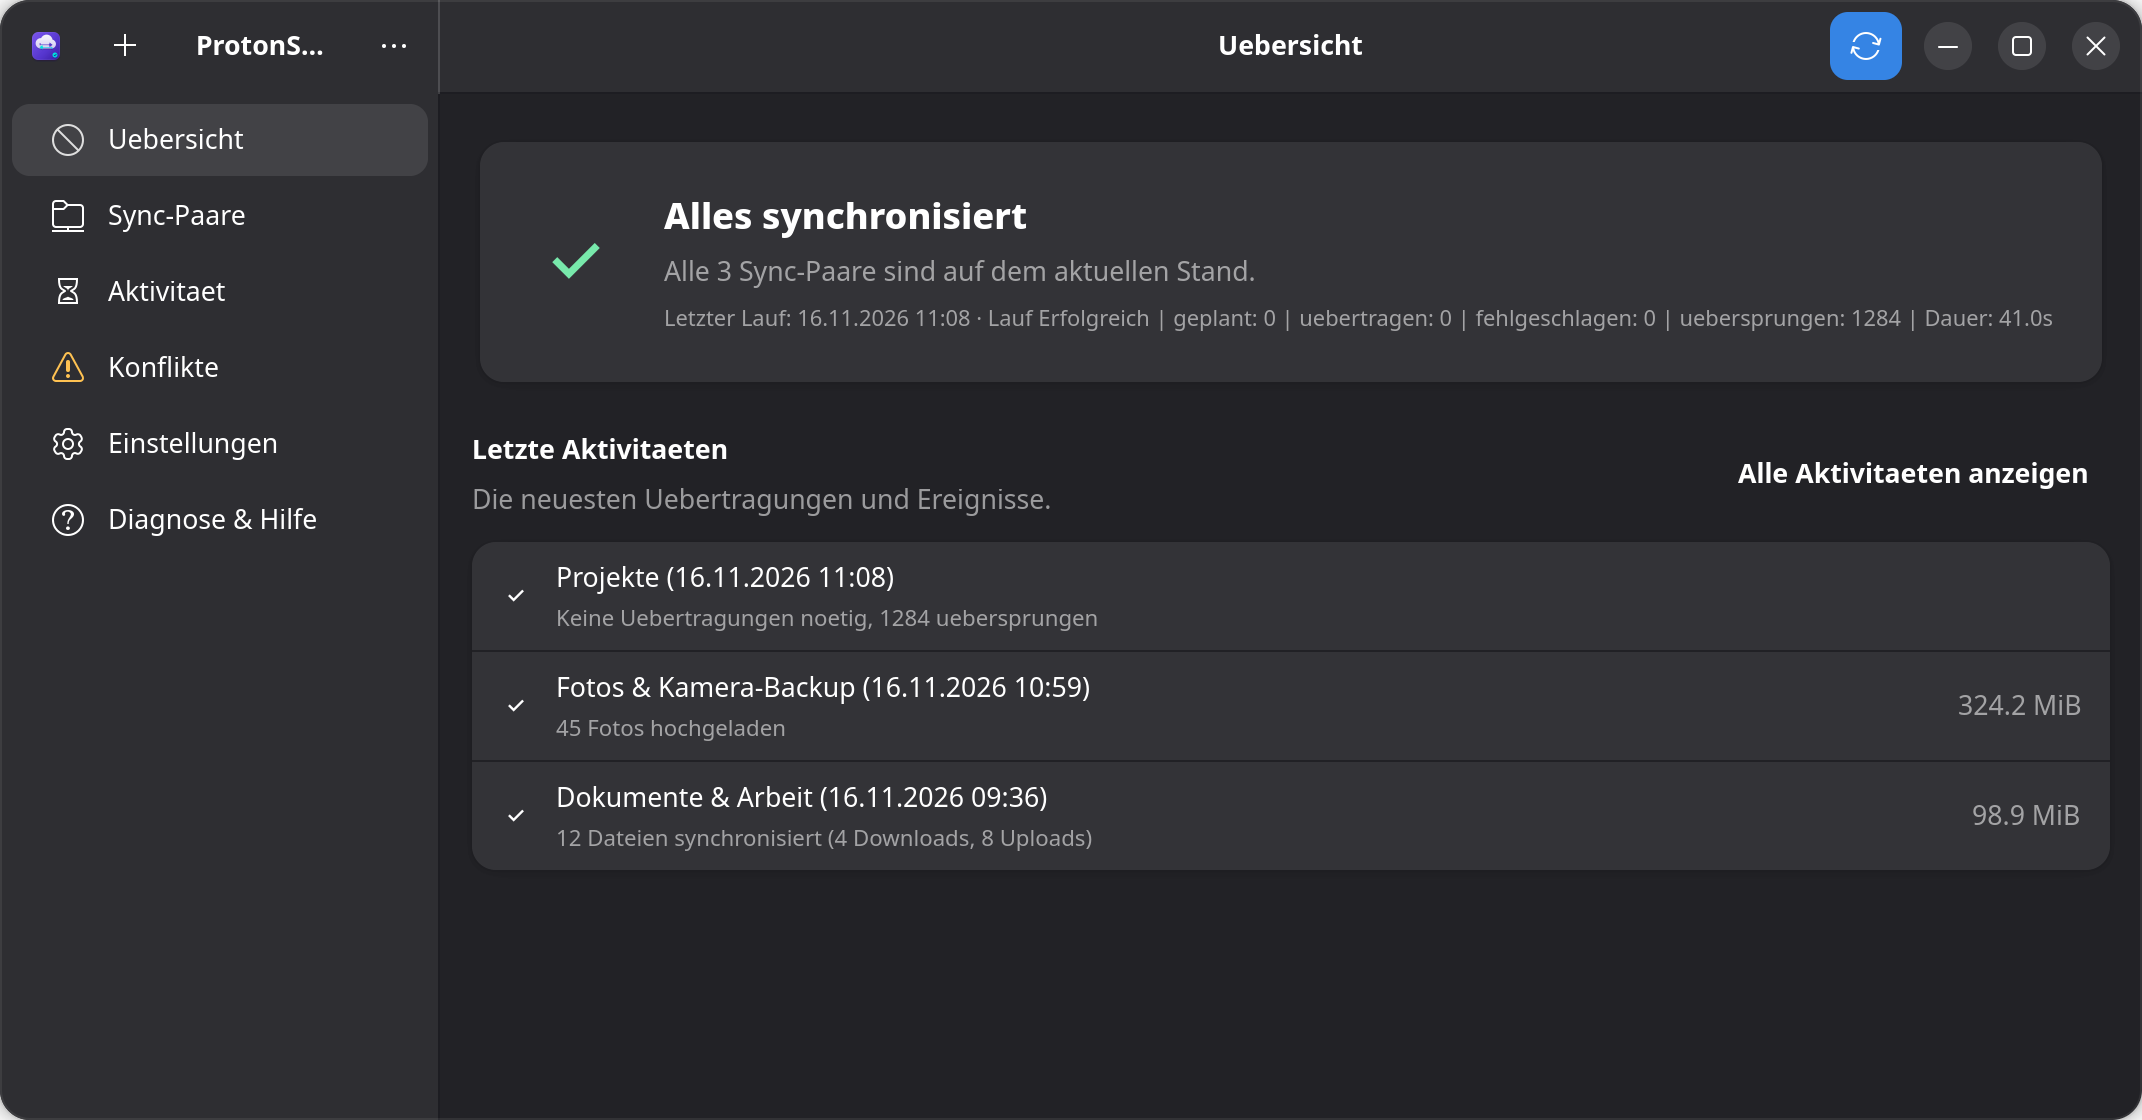 ProtonS...
Uebersicht
Uebersicht
Sync-Paare
Aktivitaet
Konflikte
Einstellungen
Diagnose & Hilfe
Alles synchronisiert
Alle 3 Sync-Paare sind auf dem aktuellen Stand.
Letzter Lauf: 16.11.2026 11:08 · Lauf Erfolgreich | geplant: 0 | uebertragen: 0 | fehlgeschlagen: 0 | uebersprungen: 1284 | Dauer: 41.0s
Letzte Aktivitaeten
Die neuesten Uebertragungen und Ereignisse.
Alle Aktivitaeten anzeigen
Projekte (16.11.2026 11:08)
Keine Uebertragungen noetig, 1284 uebersprungen
Fotos & Kamera-Backup (16.11.2026 10:59)
45 Fotos hochgeladen
324.2 MiB
Dokumente & Arbeit (16.11.2026 09:36)
12 Dateien synchronisiert (4 Downloads, 8 Uploads)
98.9 MiB